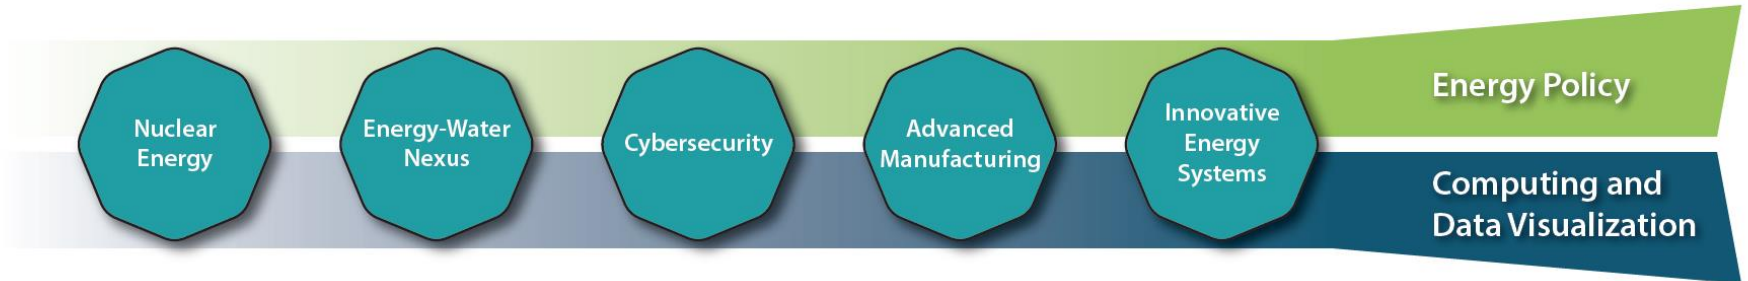 Nuclear
Energy
Energy-Water
Nexus
Cybersecurity
Advanced
Manufacturing
Innovative
Energy
Systems
Energy Policy
Computing and
Data Visualization